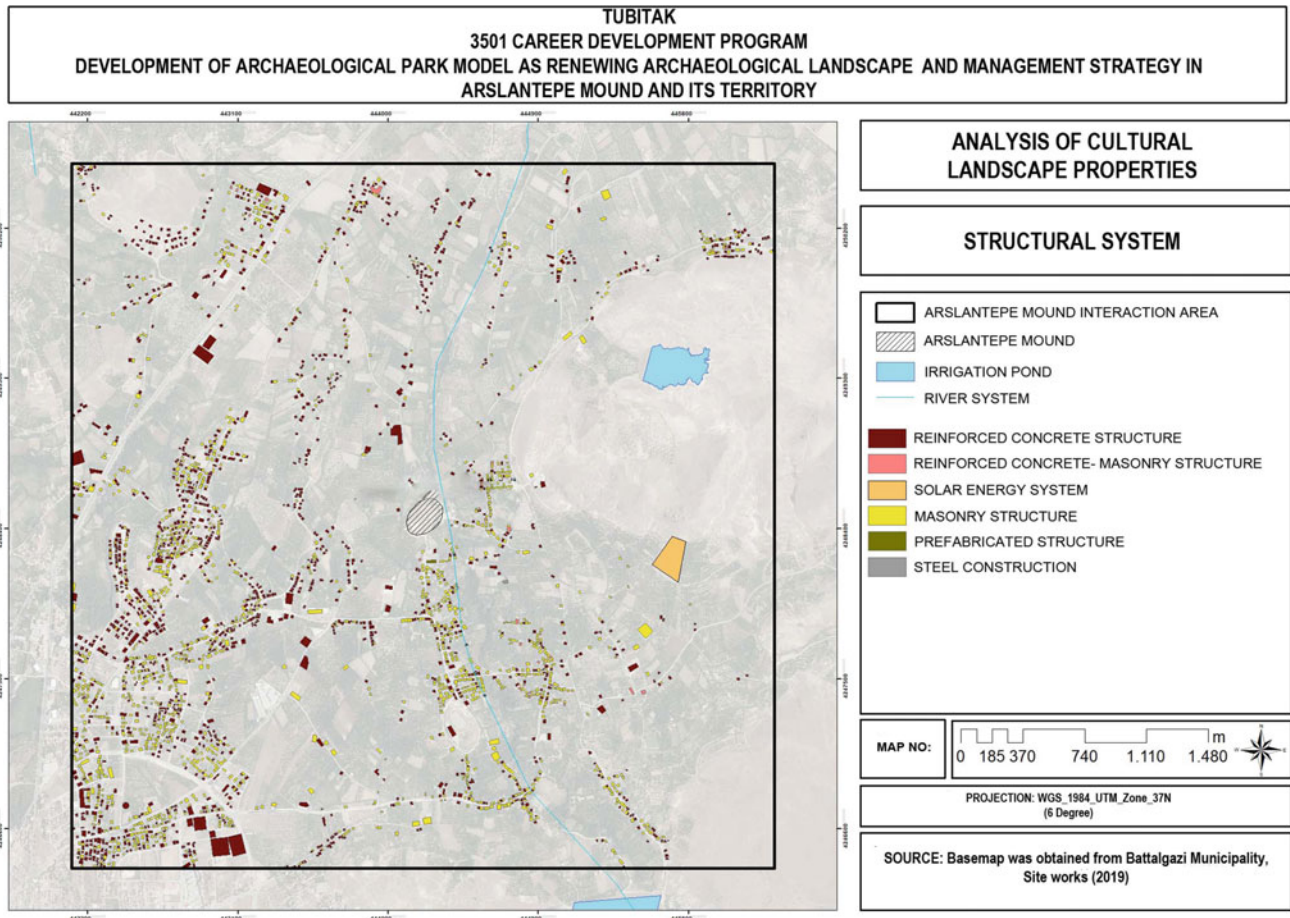 TUBITAK
3501 CAREER DEVELOPMENT PROGRAM
DEVELOPMENT OF ARCHAEOLOGICAL PARK MODEL AS RENEWING ARCHAEOLOGICAL LANDSCAPE AND MANAGEMENT STRATEGY IN
ARSLANTEPE MOUND AND ITS TERRITORY
ANALYSIS OF CULTURAL
LANDSCAPE PROPERTIES
STRUCTURAL SYSTEM
ARSLANTEPE MOUND INTERACTION AREA
ARSLANTEPE MOUND
IRRIGATION POND
RIVER SYSTEM
REINFORCED CONCRETE STRUCTURE
REINFORCED CONCRETE- MASONRY STRUCTURE
SOLAR ENERGY SYSTEM
MASONRY STRUCTURE
PREFABRICATED STRUCTURE
STEEL CONSTRUCTION
MAP NO:
m
0 185 370 740 1.110 1.480
N
W E
S
PROJECTION: WGS_1984_UTM_Zone_37N
(6 Degree)
SOURCE: Basemap was obtained from Battalgazi Municipality,
Site works (2019)